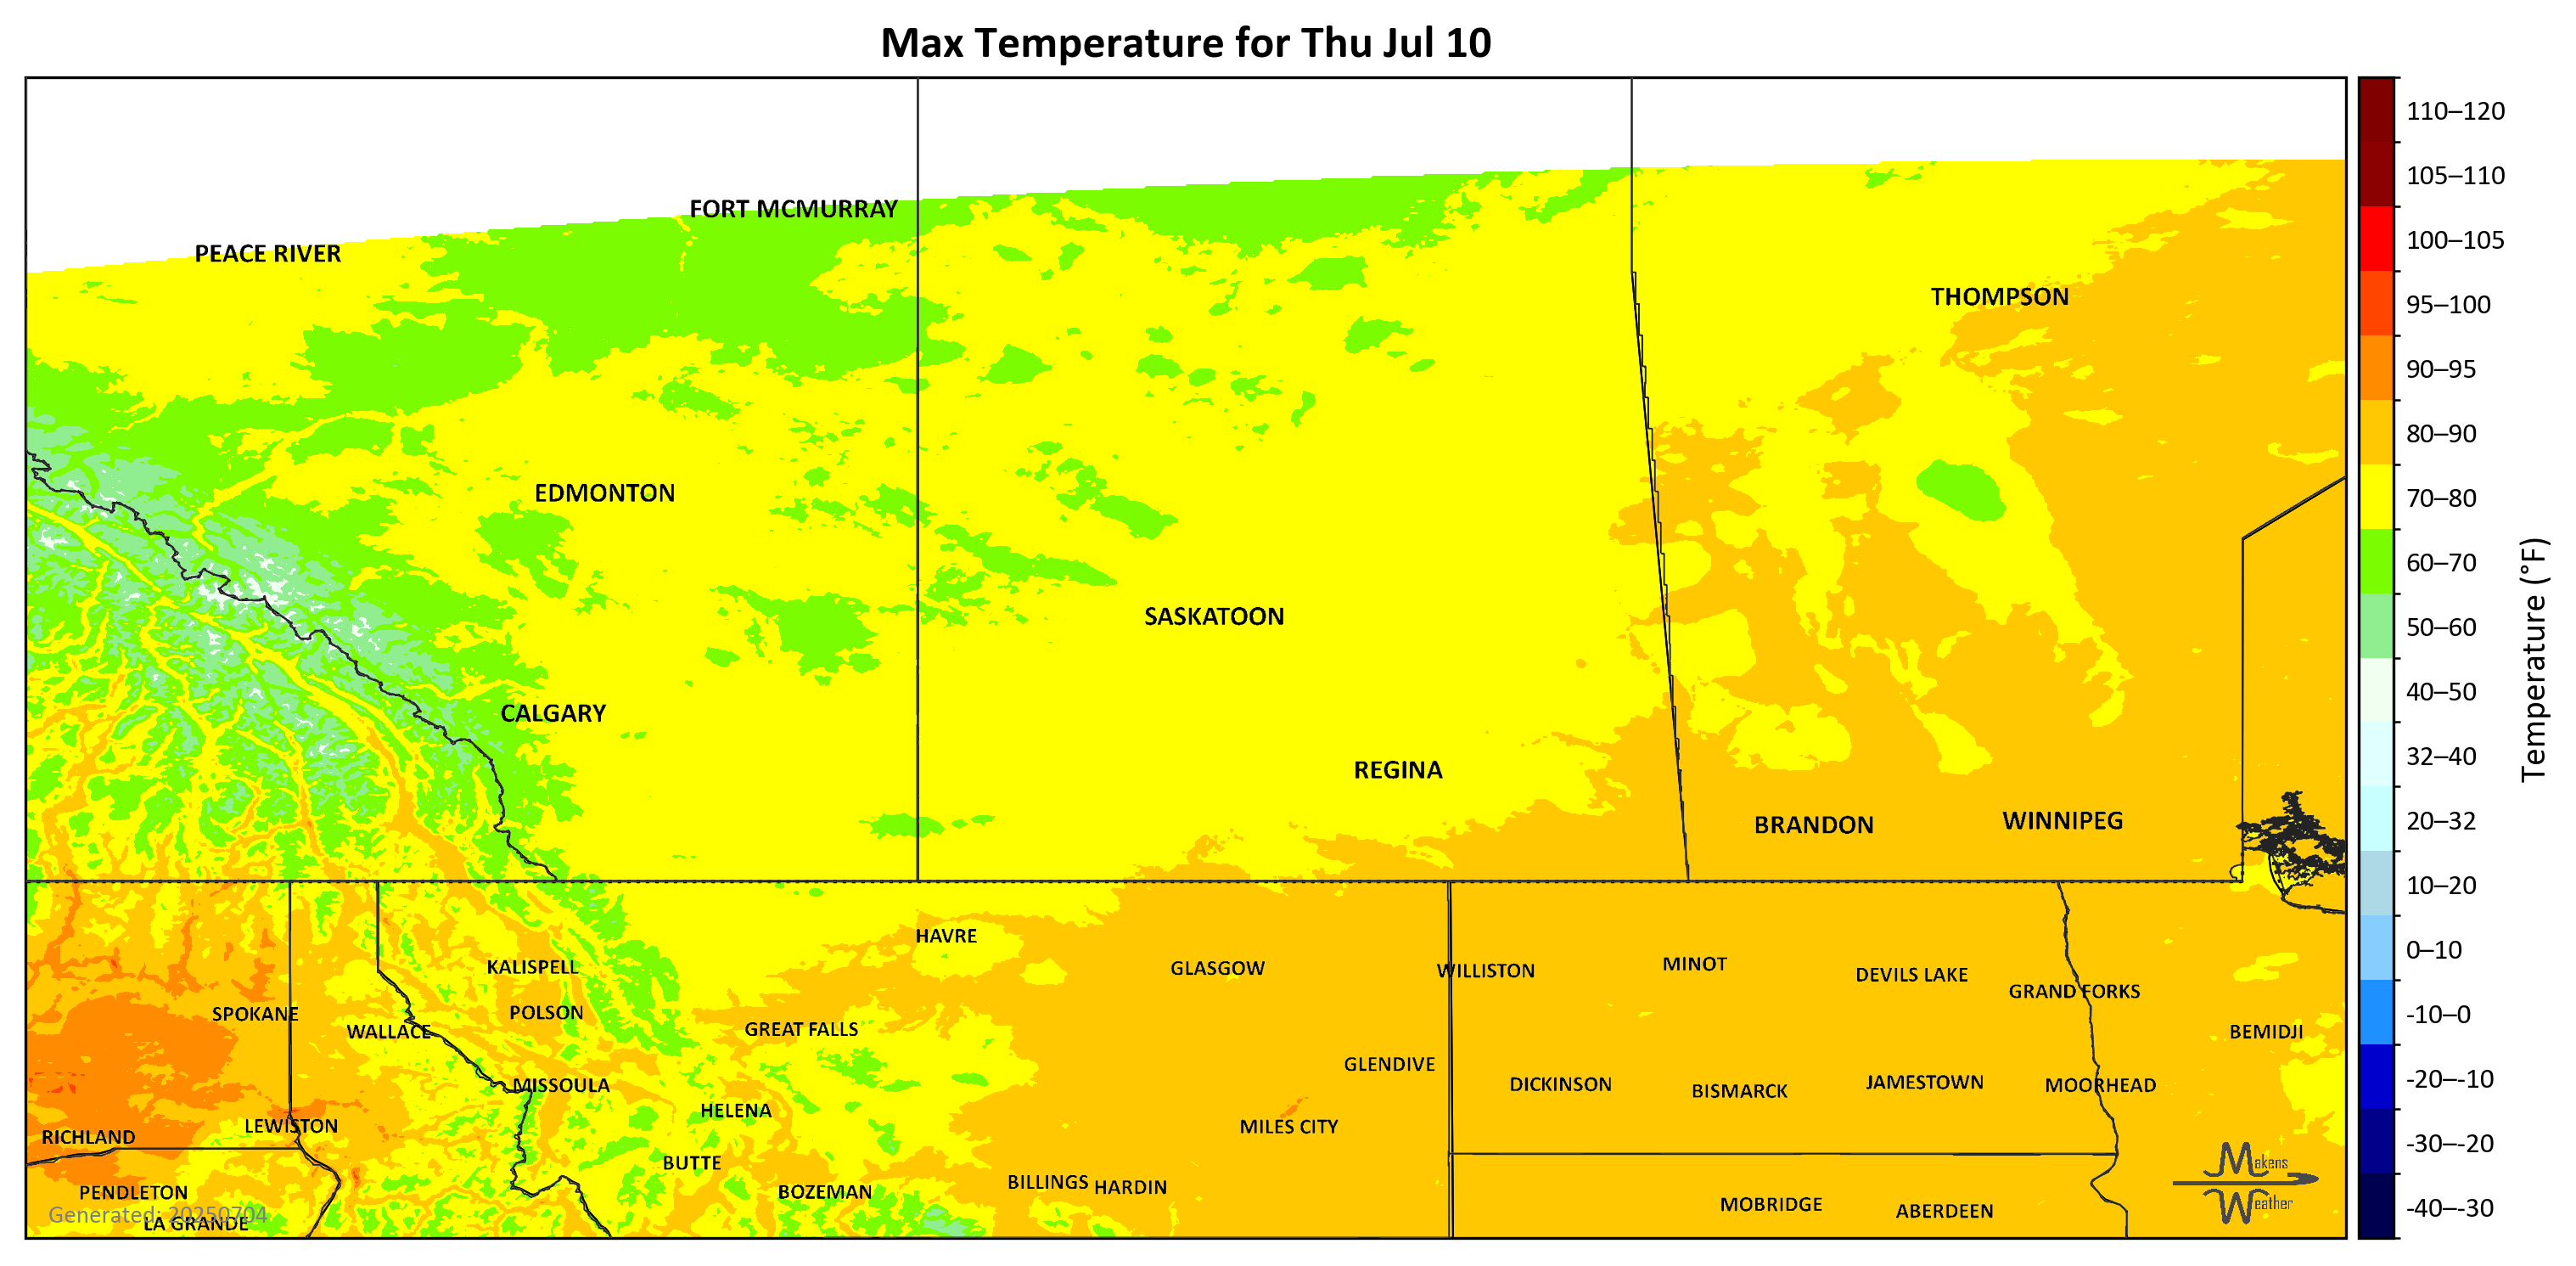 Max Temperature for Thu Jul 10
FORT MCMURRAY
PEACE RIVER
THOMPSON
EDMONTON
SASKATOON
CALGARY
REGINA
BRANDON
WINNIPEG
HAVRE
KALISPELL
GLASGOW
WILLISTON
MINOT
DEVILS LAKE
GRAND FORKS
SPOKANE
POLSON
WALLACE
GREAT FALLS
BEMIDJI
GLENDIVE
MISSOULA
DICKINSON
BISMARCK
JAMESTOWN
MOORHEAD
HELENA
LEWISTON
MILES CITY
RICHLAND
BUTTE
PENDLETON
BOZEMAN
BILLINGS
HARDIN
MOBRIDGE
ABERDEEN
Generated: 20250704
LA GRANDE
Makens
Weather
110–120
105–110
100–105
95–100
90–95
80–90
70–80
60–70
50–60
40–50
32–40
20–32
10–20
0–10
-10–0
-20–-10
-30–-20
-40–-30
Temperature (°F)